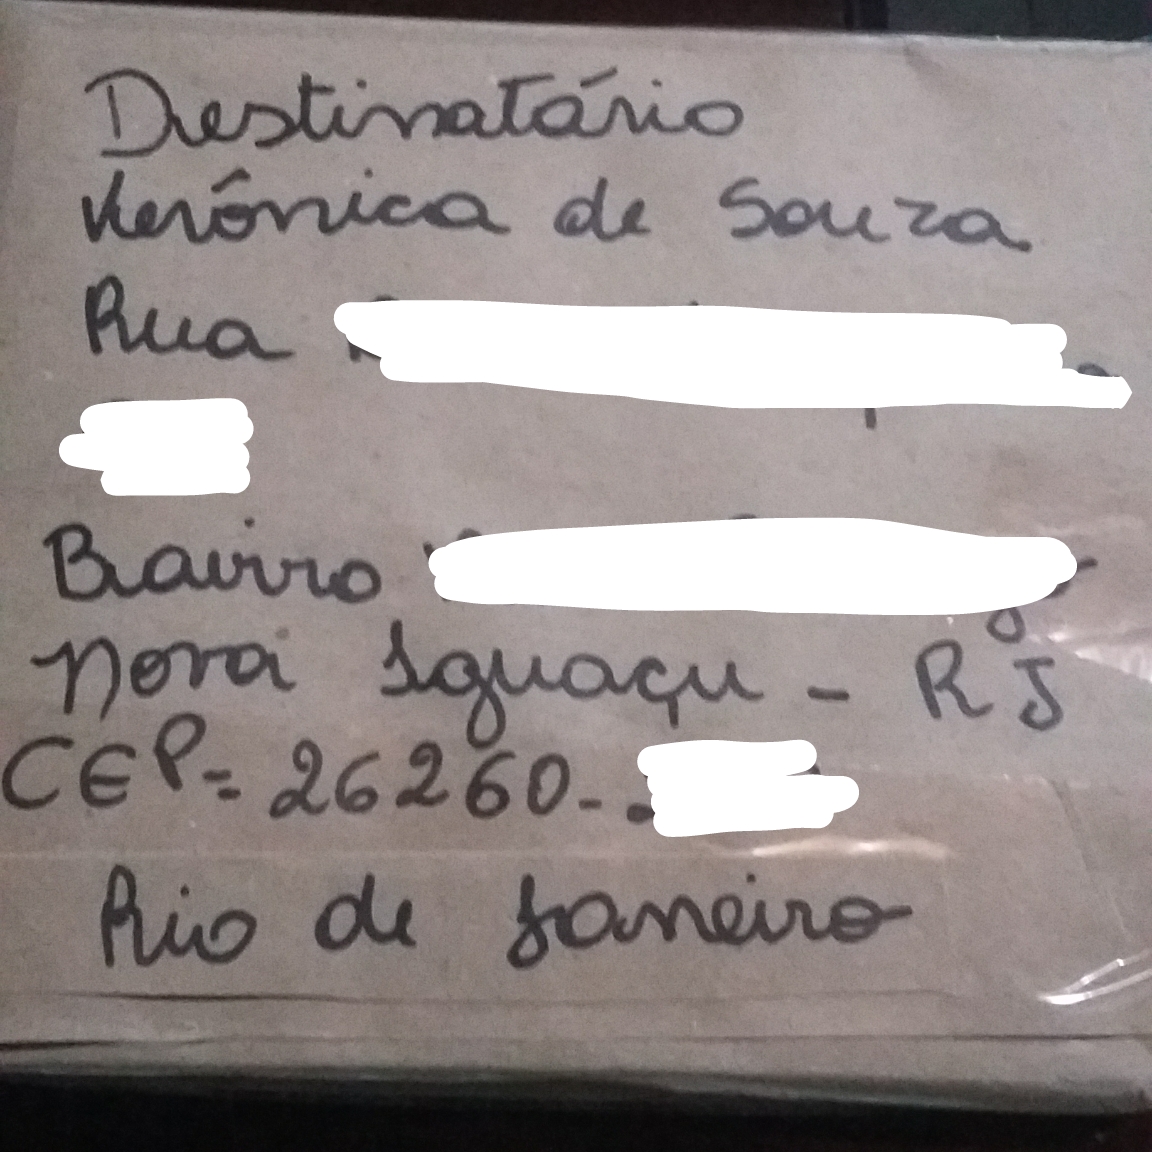 Destinatário
Verônica de Souza
Rua
Bairro
Nova Iguaçu - RJ
CEP = 26260 -
Rio de Janeiro